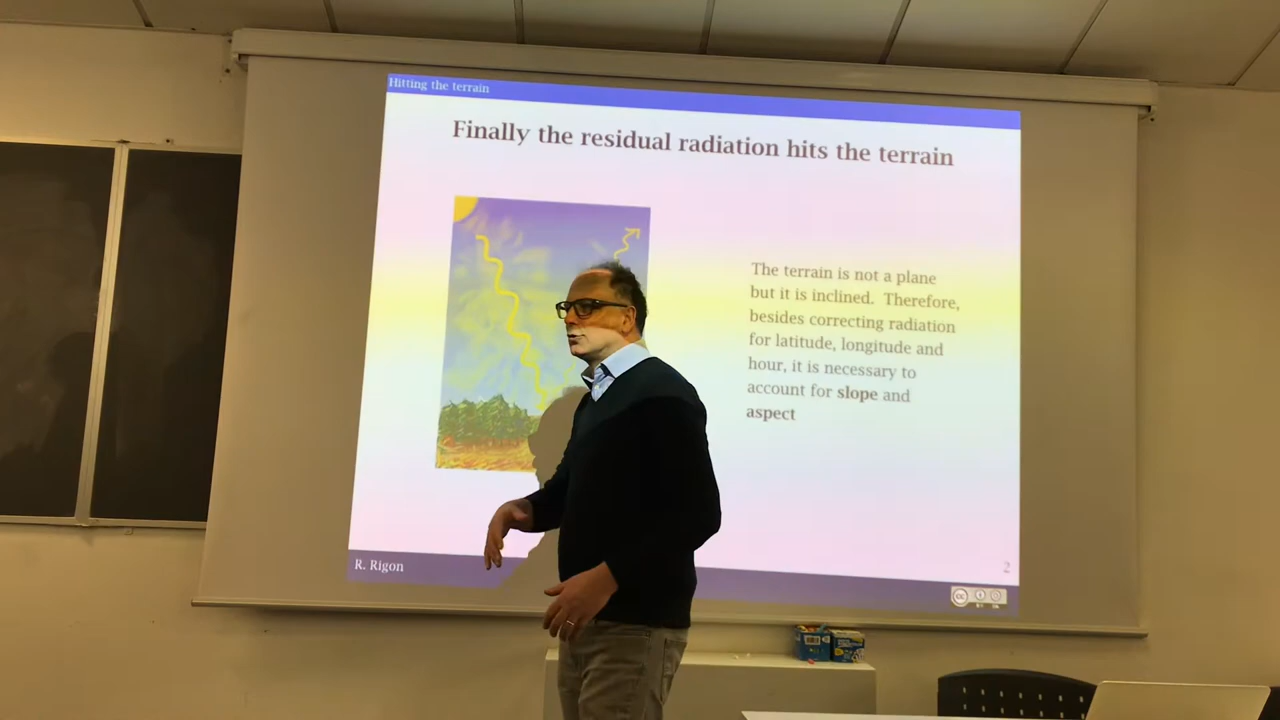 Hitting the terrain
Finally the residual radiation hits the terrain
The terrain is not a plane
but it is inclined. Therefore,
besides correcting radiation
for latitude, longitude and
hour, it is necessary to
account for slope and
aspect
R. Rigon
2
cc